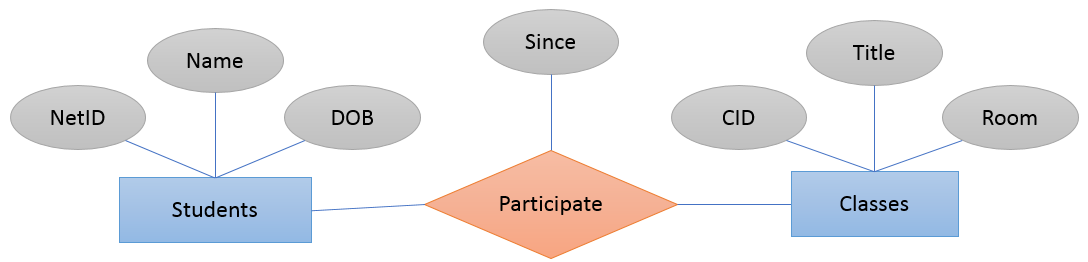 Since
Title
Name
NetID
DOB
CID
Room
Students
Participate
Classes